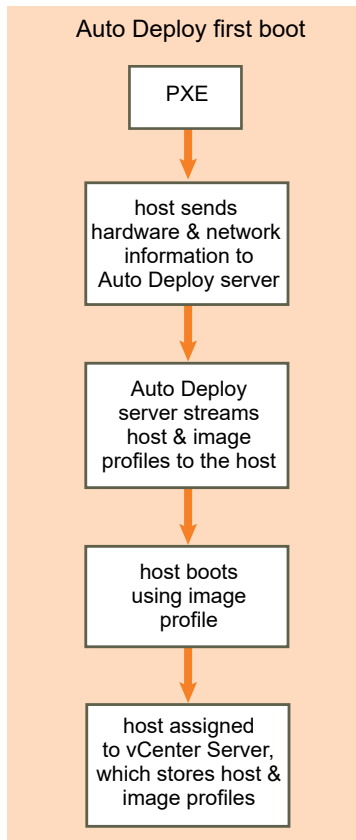 Auto Deploy first boot
PXE
host sends
hardware & network
information to
Auto Deploy server
Auto Deploy
server streams
host & image
profiles to the host
host boots
using image
profile
host assigned
to vCenter Server,
which stores host &
image profiles